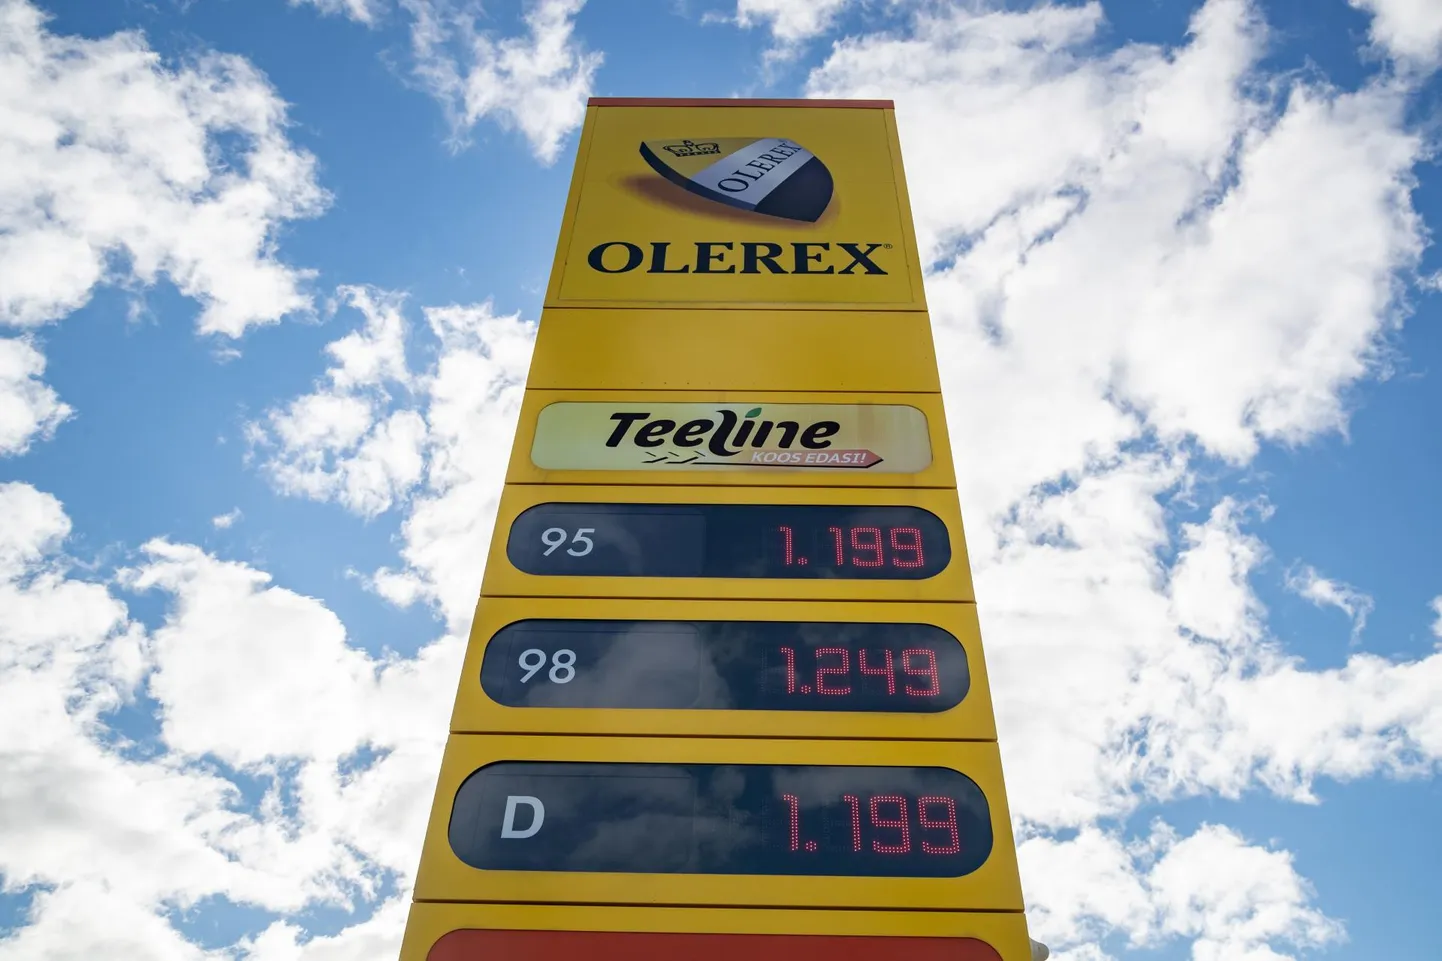 OLEREX
OLEREX®
Teeline
KOOS EDASI!
95 1.199
98 1.249
D 1.199